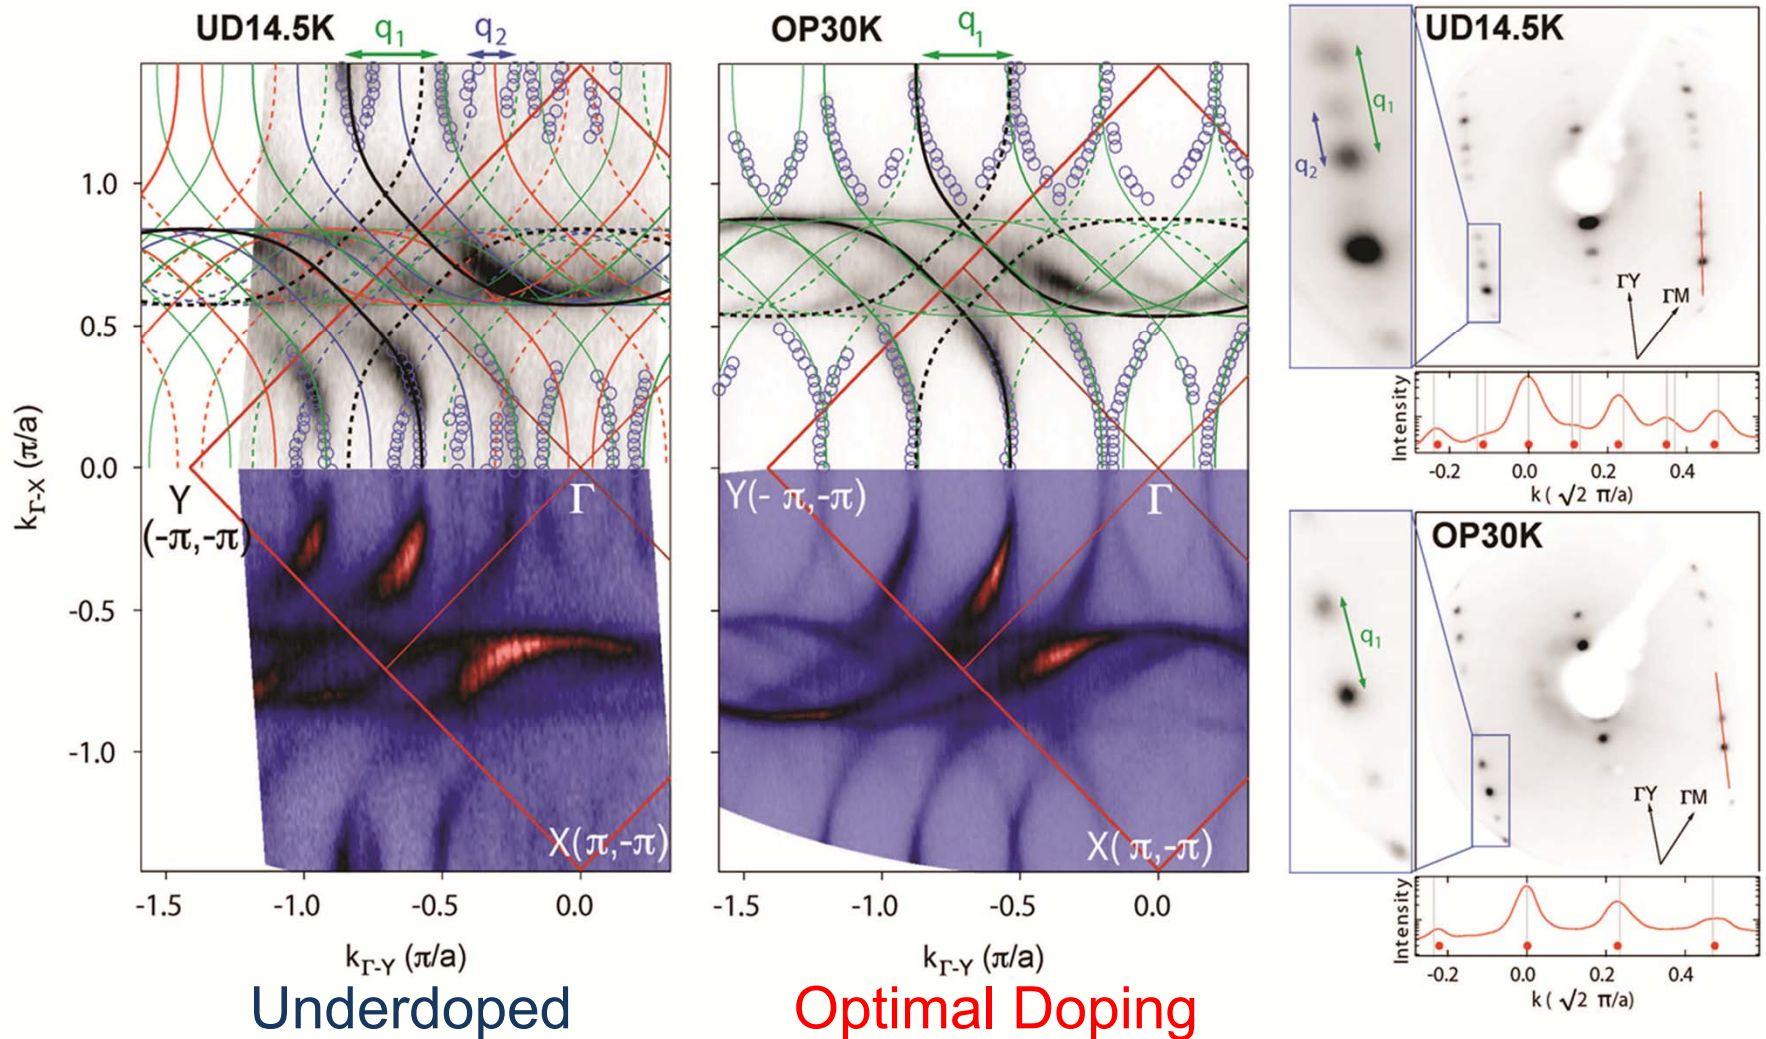 UD14.5K
q1
q2
OP30K
q1
1.0
0.5
0.0
-0.5
-1.0
kΓ-X (π/a)
Y
(-π,-π)
Γ
X(π,-π)
-1.5
-1.0
-0.5
0.0
kΓ-Y (π/a)
Underdoped
Y(- π,-π)
Γ
X( π,-π)
-1.5
-1.0
-0.5
0.0
kΓ-Y (π/a)
Optimal Doping
q1
q2
UD14.5K
ΓY
ΓM
Intensity
-0.2
0.0
0.2
0.4
k ( √2 π/a)
q1
OP30K
ΓY
ΓM
Intensity
-0.2
0.0
0.2
0.4
k ( √2 π/a)